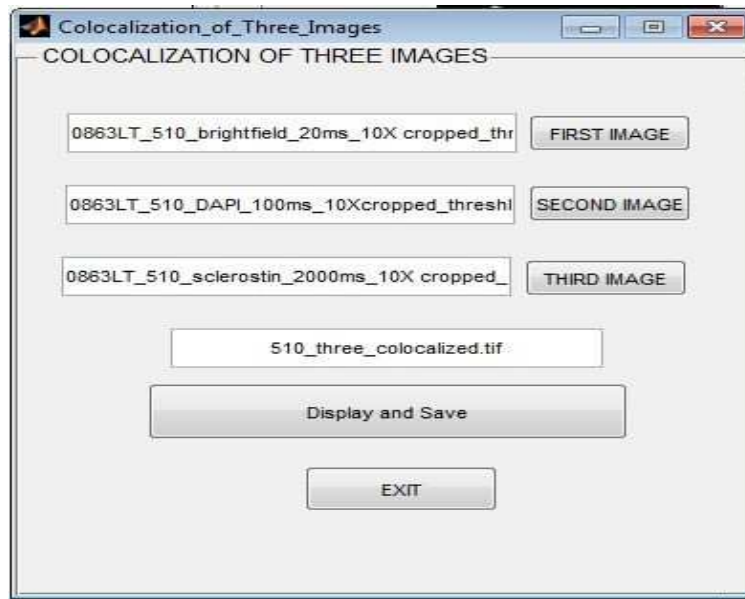 Colocalization_of_Three_Images
COLOCALIZATION OF THREE IMAGES
0863LT_510_brightfield_20ms_10X cropped_thr
FIRST IMAGE
0863LT_510_DAPI_100ms_10Xcropped_threshl
SECOND IMAGE
0863LT_510_sclerostin_2000ms_10X cropped_
THIRD IMAGE
510_three_colocalized.tif
Display and Save
EXIT